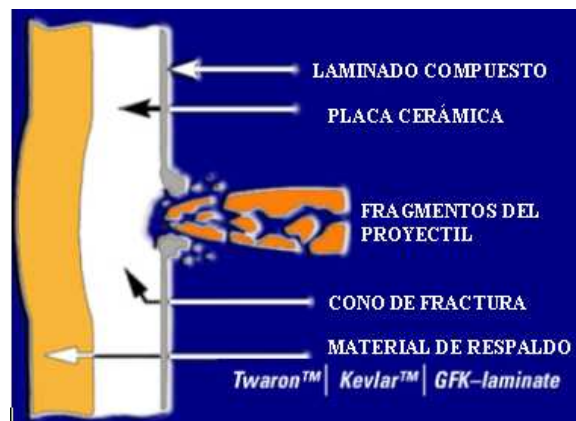 LAMINADO COMPUESTO
PLACA CERÁMICA
FRAGMENTOS DEL
PROYECTIL
CONO DE FRACTURA
MATERIAL DE RESPALDO
Twaron™ | Kevlar™ | GFK–laminate